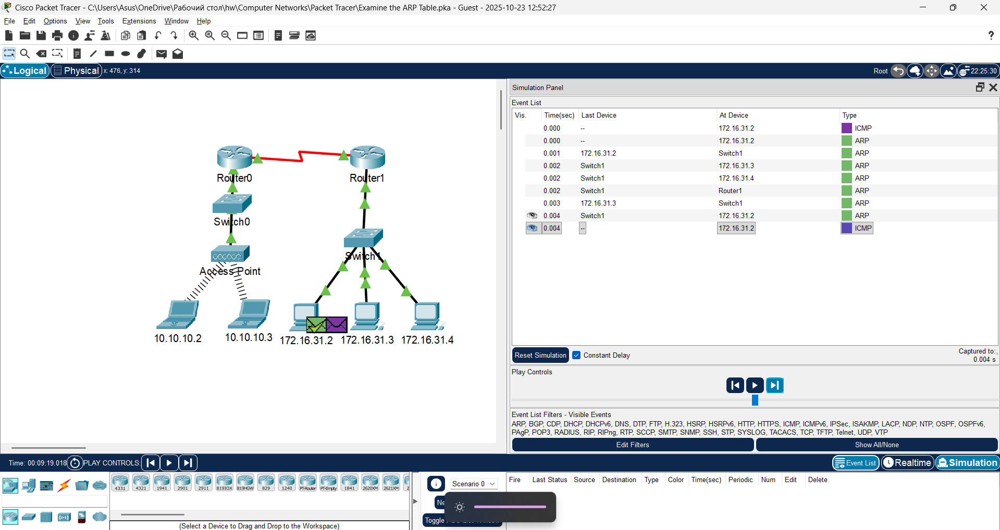 Cisco Packet Tracer - C:\Users\Asus\OneDrive\Рабочий стол\hw\Computer Networks\Packet Tracer\Examine the ARP Table.pka - Guest - 2025-10-23 12:52:27
File Edit Options View Tools Extensions Window Help
Logical Physical x: 476, y: 314 Root 22:25:30
Simulation Panel
Event List
Vis. Time(sec) Last Device At Device Type
0.000 -- 172.16.31.2 ICMP
0.000 -- 172.16.31.2 ARP
0.001 172.16.31.2 Switch1 ARP
0.002 Switch1 172.16.31.3 ARP
0.002 Switch1 172.16.31.4 ARP
0.002 Switch1 Router1 ARP
0.003 172.16.31.3 Switch1 ARP
0.004 Switch1 172.16.31.2 ARP
0.004 -- 172.16.31.2 ICMP
Router0
Router1
Switch0
Switch1
Access Point
10.10.10.2
10.10.10.3
172.16.31.2
172.16.31.3
172.16.31.4
Reset Simulation Constant Delay Captured to:
0.004 s
Play Controls
Event List Filters - Visible Events
ARP, BGP, CDP, DHCP, DHCPv6, DNS, DTP, FTP, H.323, HSRP, HSRPv6, HTTP, HTTPS, ICMP, ICMPv6, IPSec, ISAKMP, LACP, NDP, NTP, OSPF, OSPFv6,
PAgP, POP3, RADIUS, RIP, RIPng, RTP, SCCP, SMTP, SNMP, SSH, STP, SYSLOG, TACACS, TCP, TFTP, Telnet, UDP, VTP
Edit Filters Show All/None
Time: 00:09:19.018 PLAY CONTROLS: Event List Realtime Simulation
4331 4321 1941 2901 2911 819IOX 819HGW 829 1240 PT-Router PT-Empty 1841 2620XM 2621XM 2
Scenario 0
Fire Last Status Source Destination Type Color Time(sec) Periodic Num Edit Delete
Ne
Toggle
(Select a Device to Drag and Drop to the Workspace)